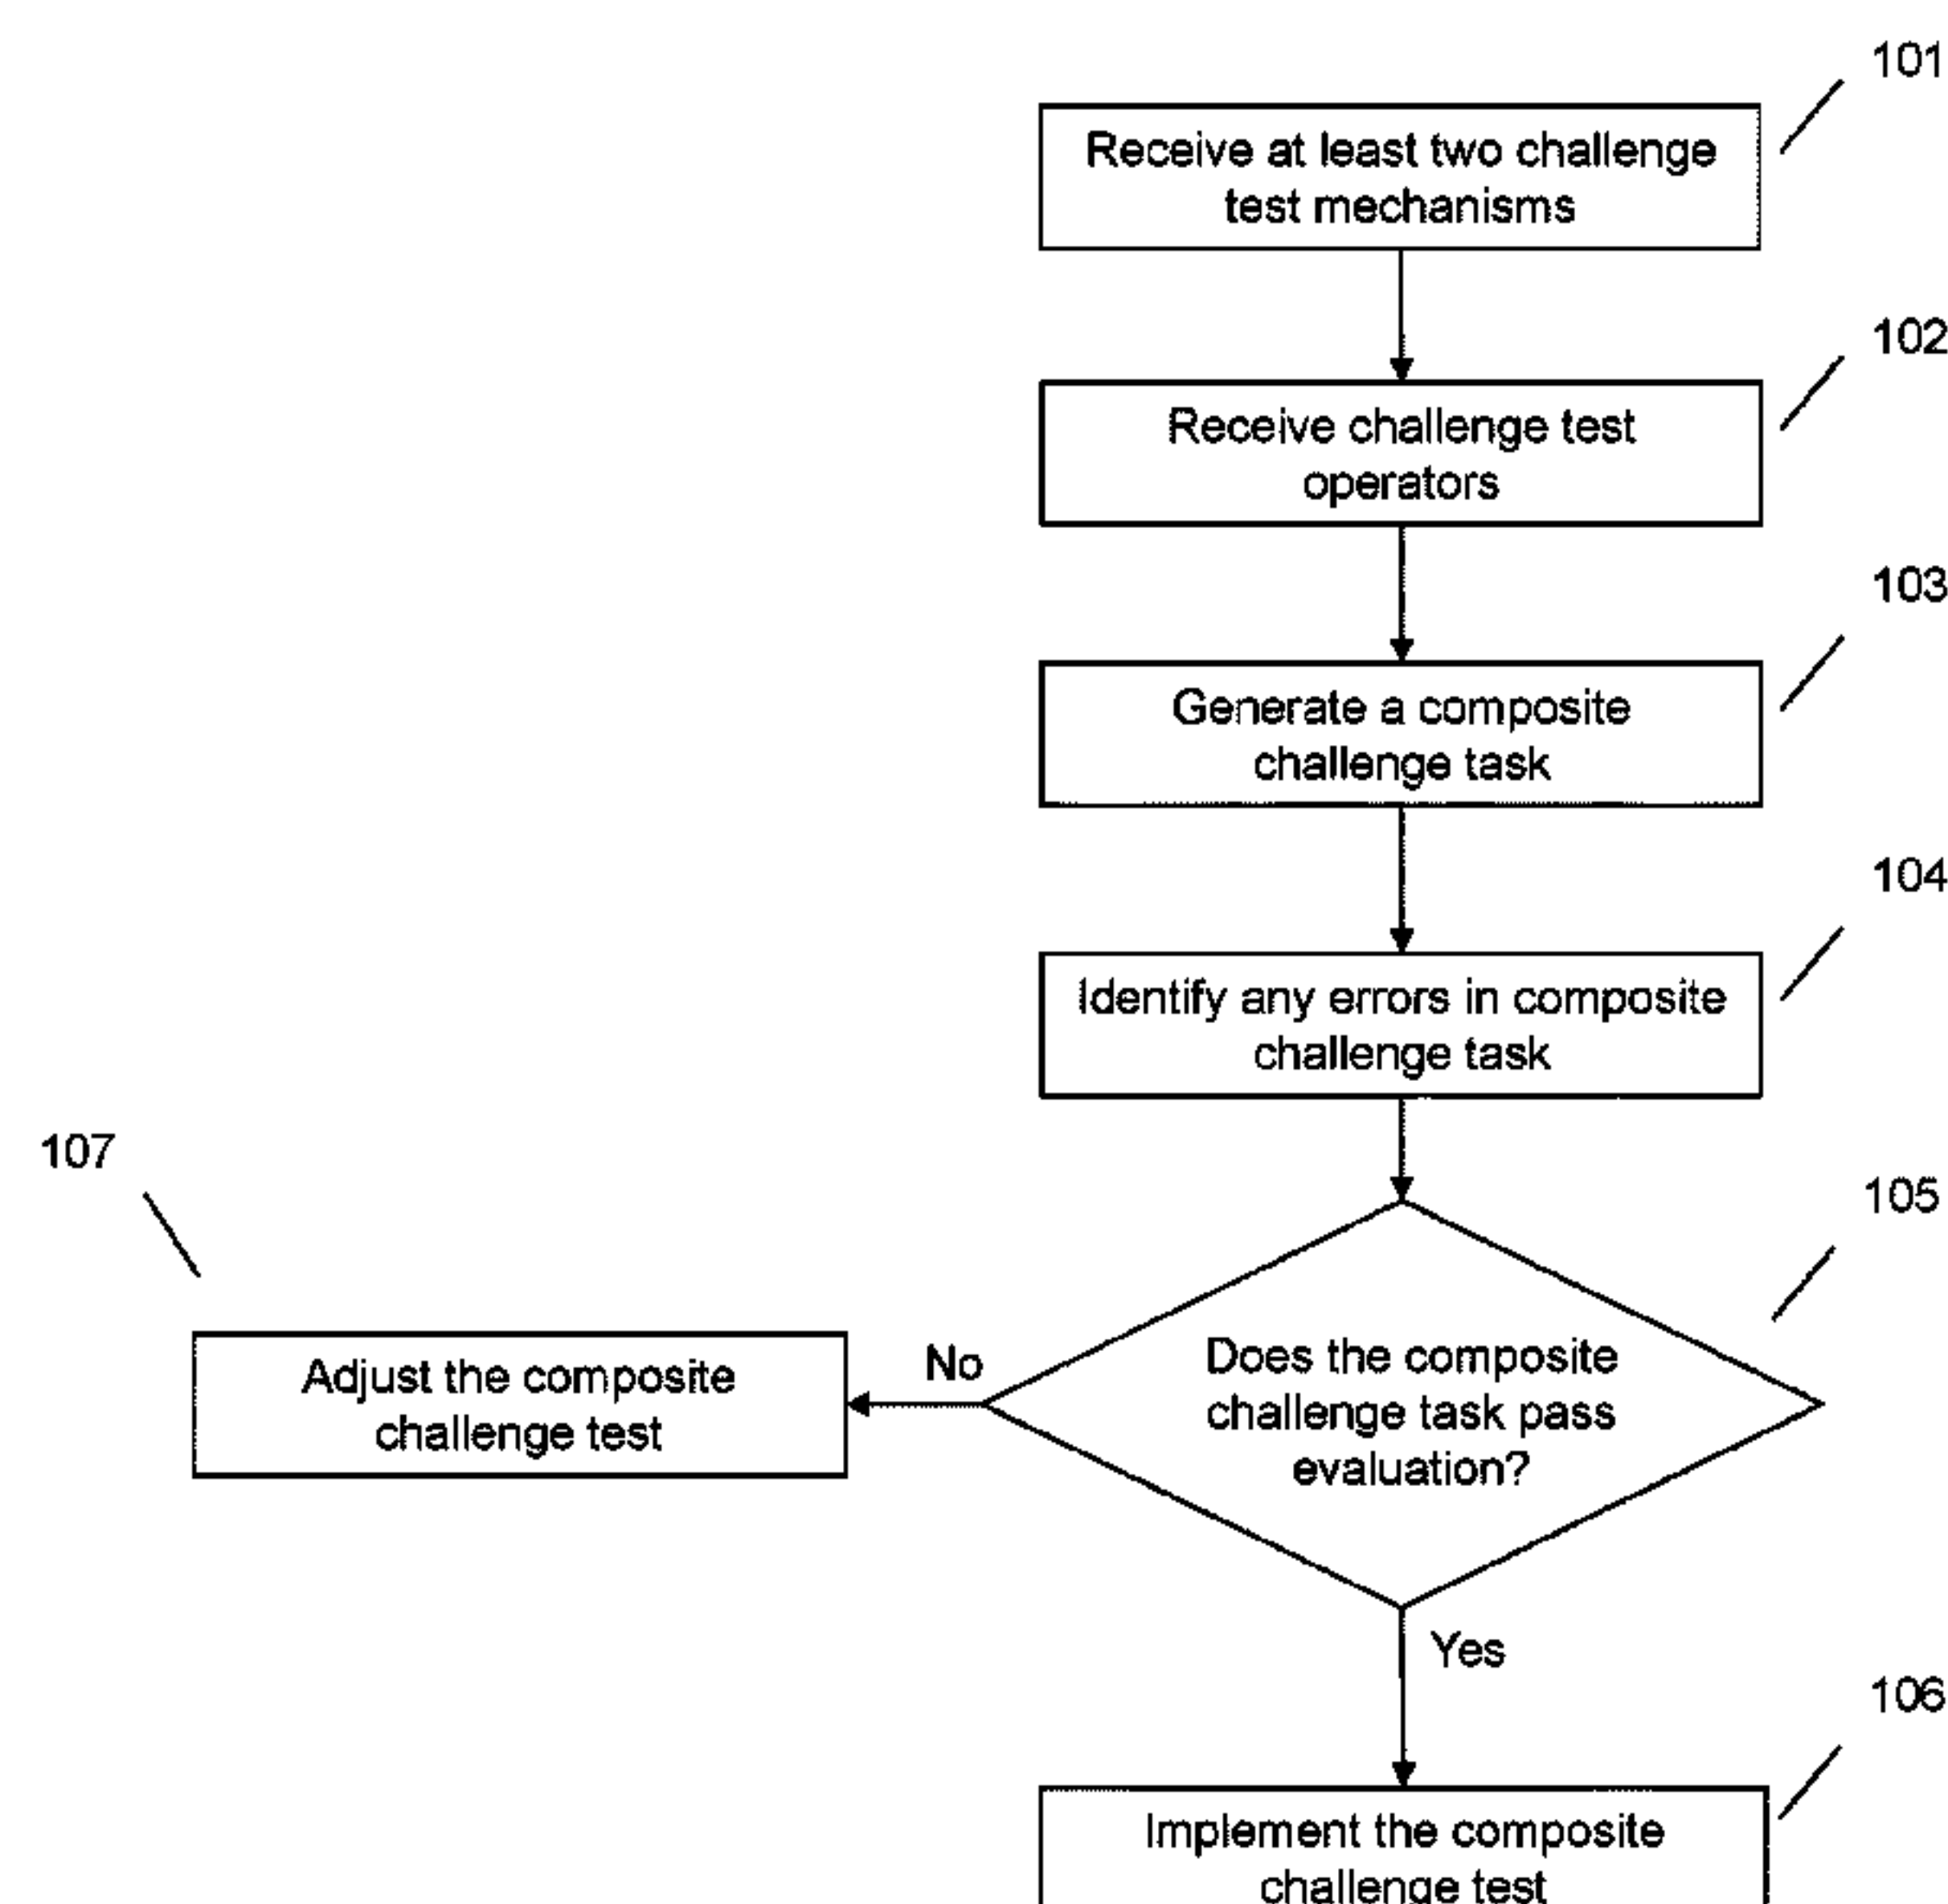 101
Receive at least two challenge
test mechanisms
102
Receive challenge test
operators
103
Generate a composite
challenge task
104
Identify any errors in composite
challenge task
107
105
Adjust the composite
challenge test
No
Does the composite
challenge task pass
evaluation?
Yes
106
Implement the composite
challenge test